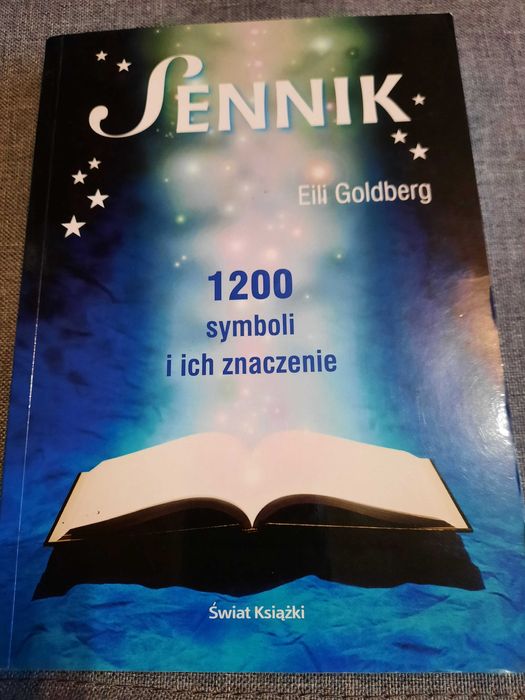 SENNIK
Eili Goldberg
1200
symboli
i ich znaczenie
Świat Książki